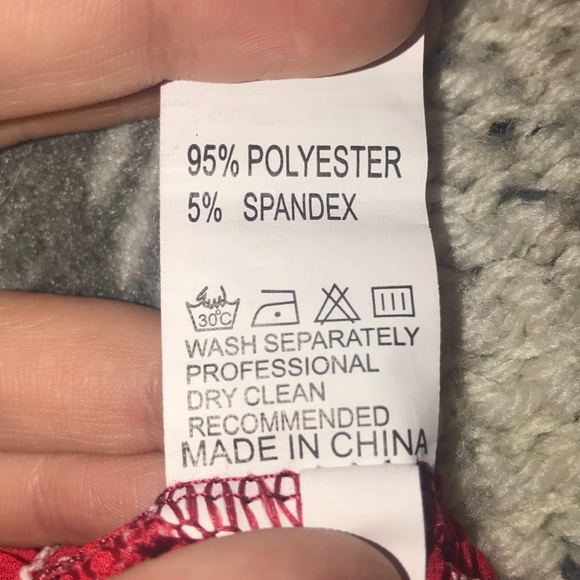 95% POLYESTER
5% SPANDEX
30°C
WASH SEPARATELY
PROFESSIONAL
DRY CLEAN
RECOMMENDED
MADE IN CHINA